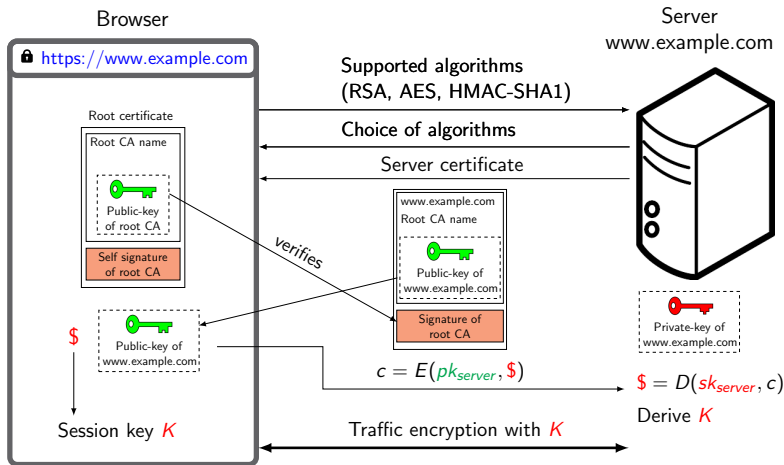 Browser
Server
www.example.com
https://www.example.com
Supported algorithms
(RSA, AES, HMAC-SHA1)
Choice of algorithms
Server certificate
Root certificate
Root CA name
Public-key
of root CA
Self signature
of root CA
verifies
www.example.com
Root CA name
Public-key of
www.example.com
Signature of
root CA
Private-key of
www.example.com
$
Public-key of
www.example.com
c = E(pk_server, $)
$ = D(sk_server, c)
Derive K
Session key K
Traffic encryption with K